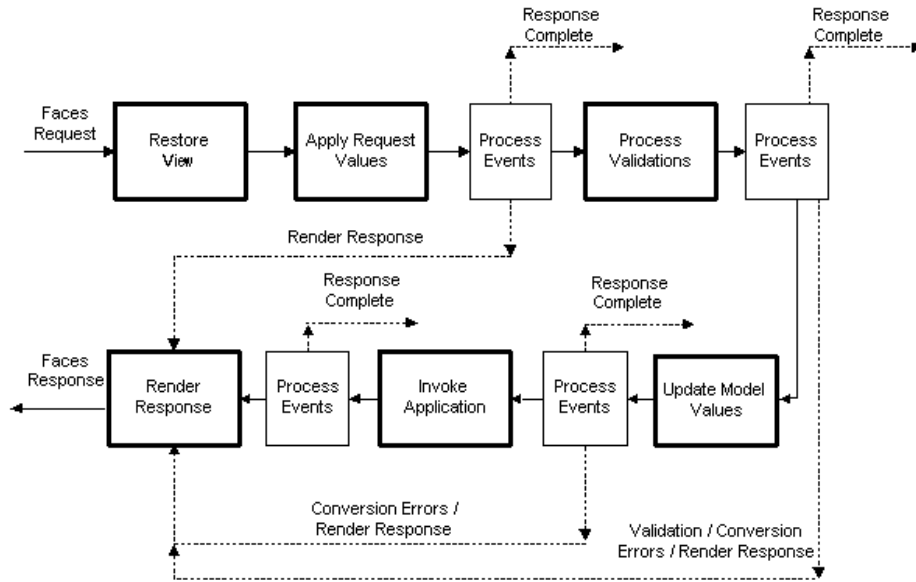 Response
Complete
Response
Complete
Faces
Request
Restore
View
Apply Request
Values
Process
Events
Process
Validations
Process
Events
Render Response
Response
Complete
Response
Complete
Faces
Response
Render
Response
Process
Events
Invoke
Application
Process
Events
Update Model
Values
Conversion Errors /
Render Response
Validation / Conversion
Errors / Render Response